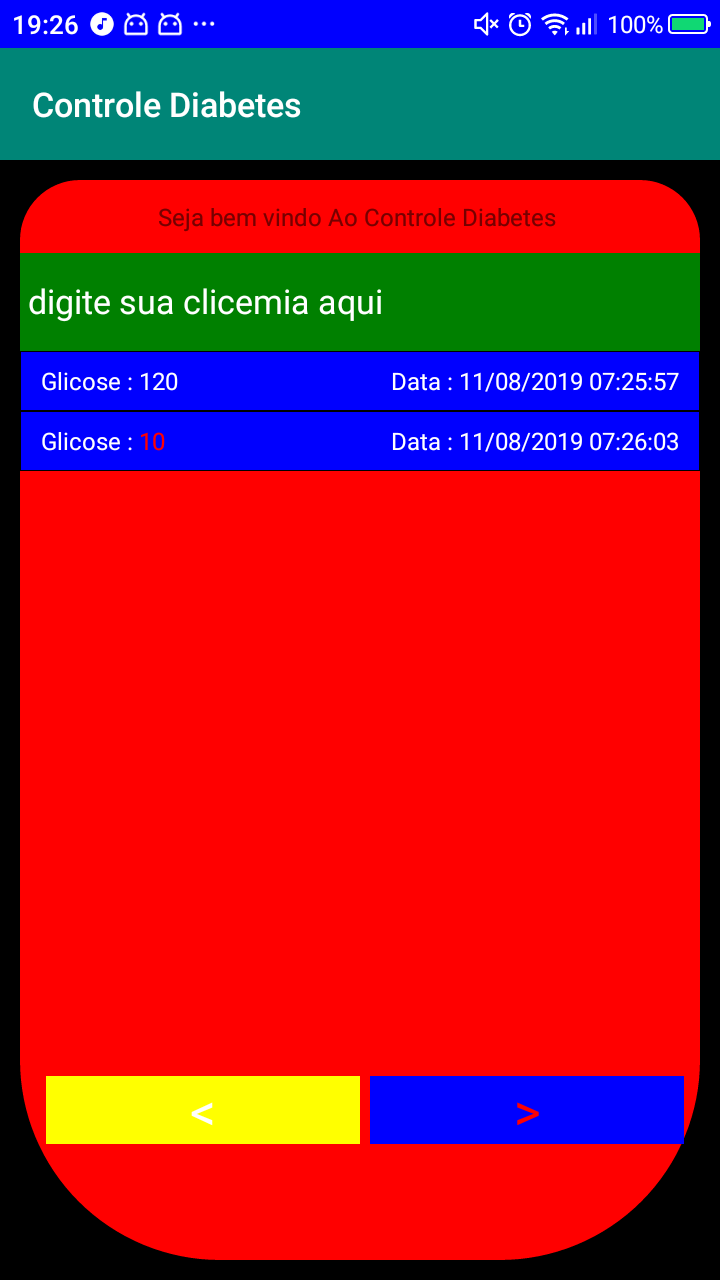 19:26 ... 100%
Controle Diabetes
Seja bem vindo Ao Controle Diabetes
digite sua clicemia aqui
Glicose : 120 Data : 11/08/2019 07:25:57
Glicose : 10 Data : 11/08/2019 07:26:03
< >